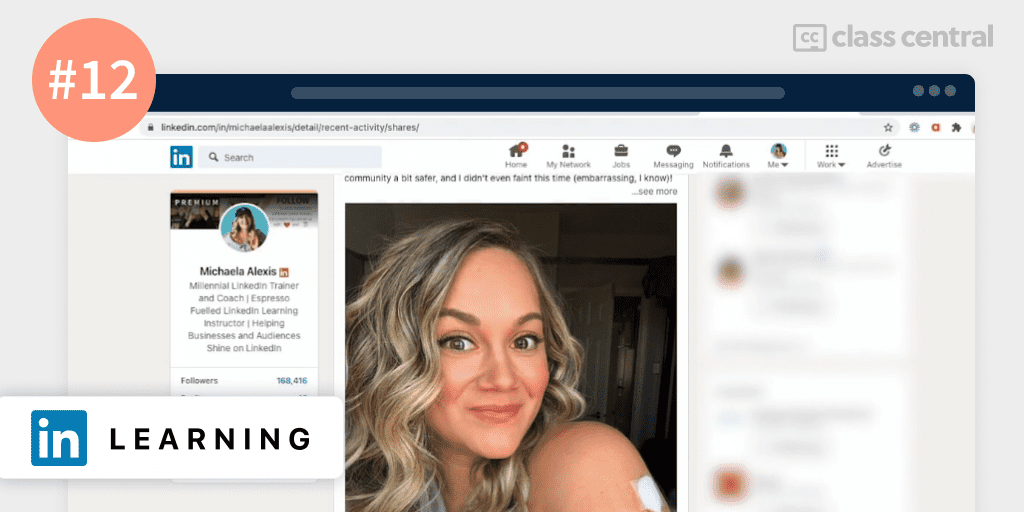 #12
class central
linkedin.com/in/michaelaalexis/detail/recent-activity/shares/
in
Search
Home
My Network
Jobs
Messaging
Notifications
Me
Work
Advertise
community a bit safer, and I didn't even faint this time (embarrassing, I know)!
...see more
PREMIUM
FOLLOW
Michaela Alexis in
Millennial LinkedIn Trainer
and Coach | Espresso
Fuelled LinkedIn Learning
Instructor | Helping
Businesses and Audiences
Shine on LinkedIn
Followers 168,416
in LEARNING